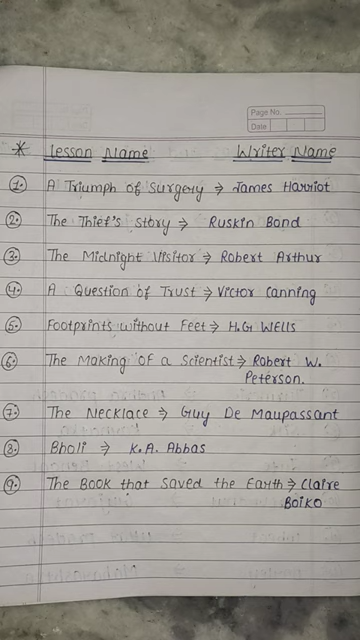 Page No.
Date
* Lesson Name Writer Name
1. A Triumph of Surgery → James Harriot
2. The Thief's Story → Ruskin Bond
3. The Midnight Visitor → Robert Arthur
4. A Question of Trust → Victor Canning
5. Footprints without Feet → H.G WELLS
6. The Making of a Scientist → Robert W.
Peterson.
7. The Necklace → Guy De Maupassant
8. Bholi → K.A. Abbas
9. The Book that Saved the Earth → Claire
Boiko